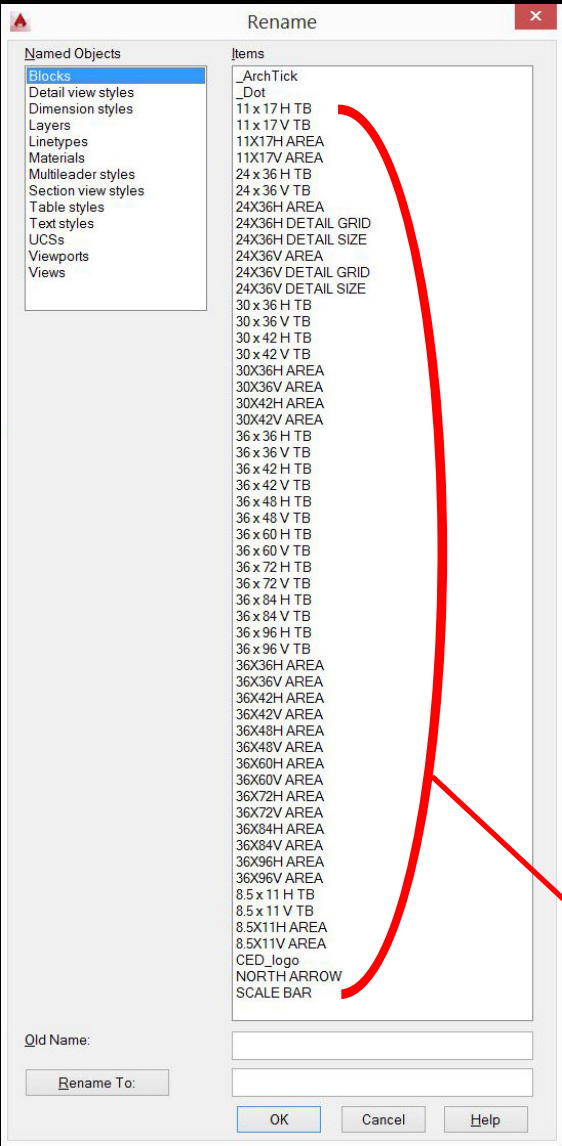 Rename
x
Named Objects
Blocks
Detail view styles
Dimension styles
Layers
Linetypes
Materials
Multileader styles
Section view styles
Table styles
Text styles
UCSs
Viewports
Views
Items
_ArchTick
_Dot
11 x 17 H TB
11 x 17 V TB
11X17H AREA
11X17V AREA
24 x 36 H TB
24 x 36 V TB
24X36H AREA
24X36H DETAIL GRID
24X36H DETAIL SIZE
24X36V AREA
24X36V DETAIL GRID
24X36V DETAIL SIZE
30 x 36 H TB
30 x 36 V TB
30 x 42 H TB
30 x 42 V TB
30X36H AREA
30X36V AREA
30X42H AREA
30X42V AREA
36 x 36 H TB
36 x 36 V TB
36 x 42 H TB
36 x 42 V TB
36 x 48 H TB
36 x 48 V TB
36 x 60 H TB
36 x 60 V TB
36 x 72 H TB
36 x 72 V TB
36 x 84 H TB
36 x 84 V TB
36 x 96 H TB
36 x 96 V TB
36X36H AREA
36X36V AREA
36X42H AREA
36X42V AREA
36X48H AREA
36X48V AREA
36X60H AREA
36X60V AREA
36X72H AREA
36X72V AREA
36X84H AREA
36X84V AREA
36X96H AREA
36X96V AREA
8.5 x 11 H TB
8.5 x 11 V TB
8.5X11H AREA
8.5X11V AREA
CED_logo
NORTH ARROW
SCALE BAR
Old Name:
Rename To:
OK
Cancel
Help